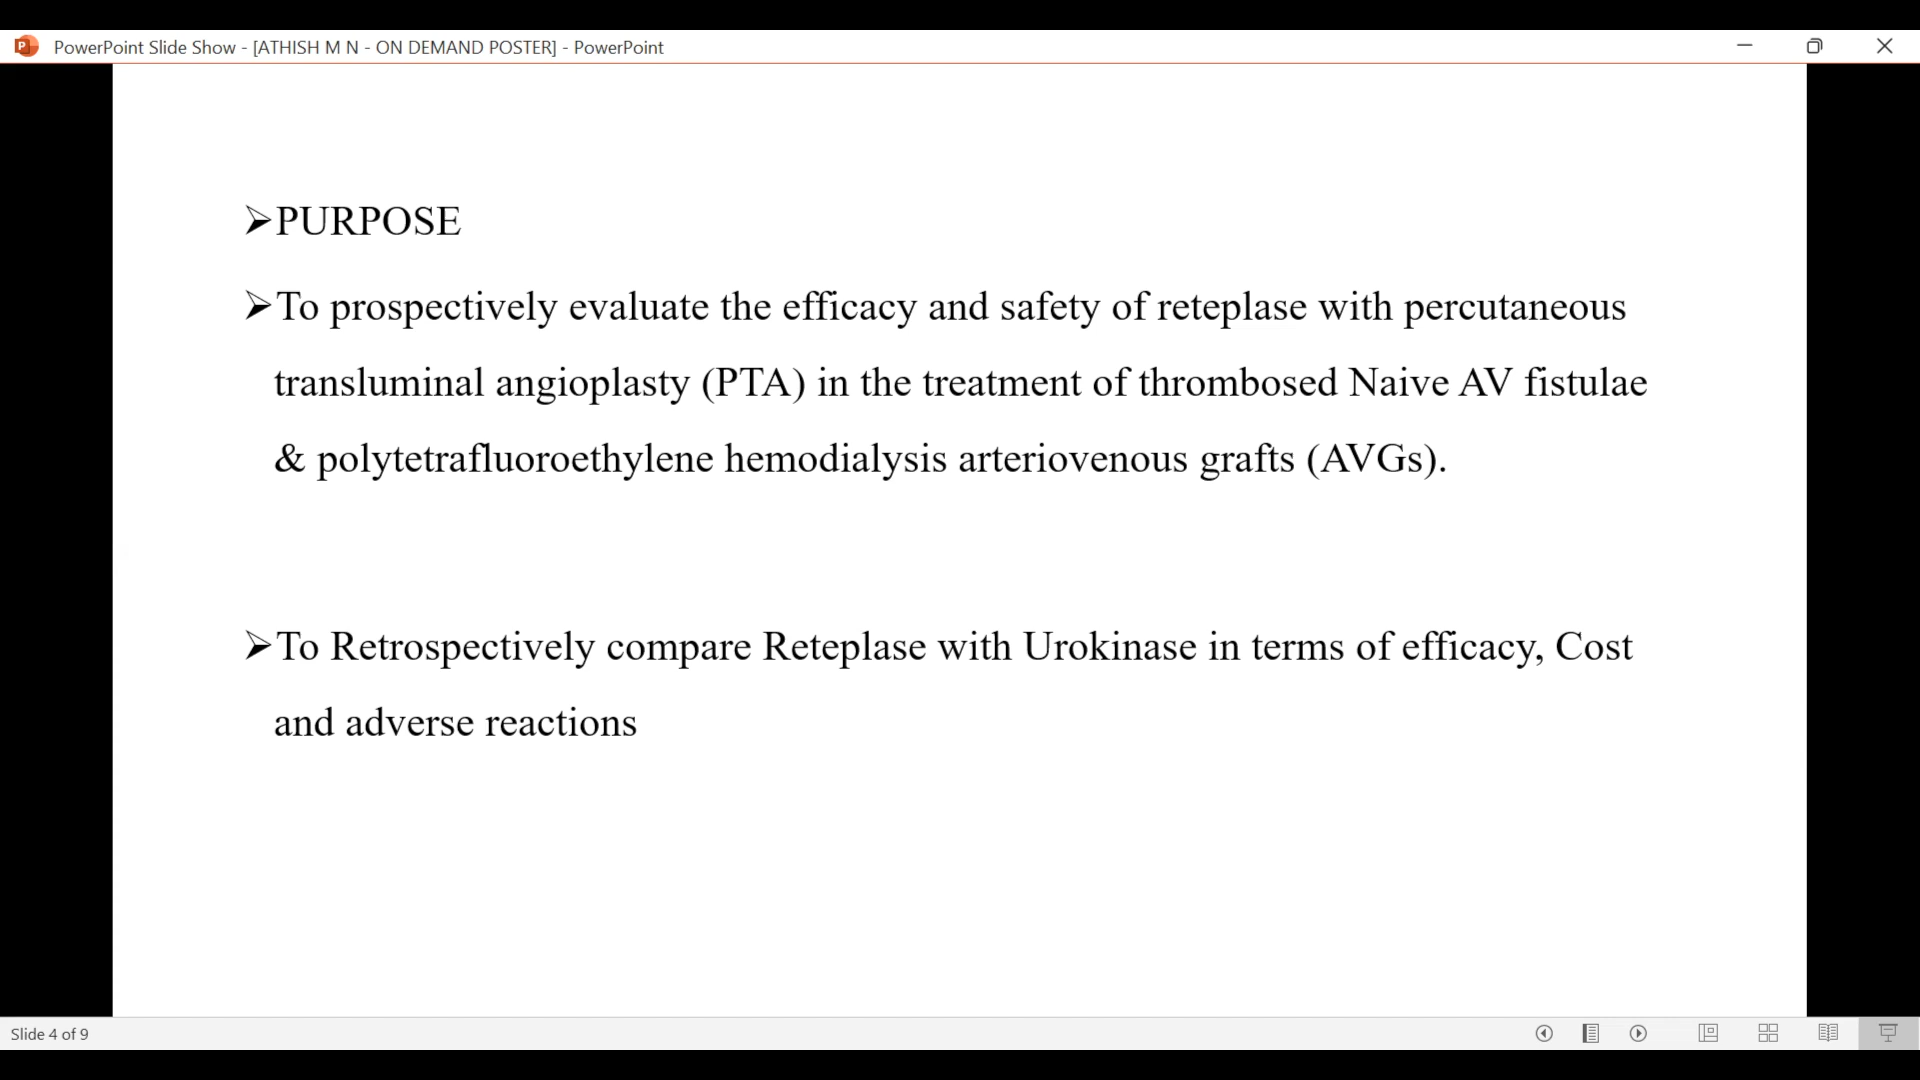 PowerPoint Slide Show - [ATHISH M N - ON DEMAND POSTER] - PowerPoint
➢PURPOSE
➢To prospectively evaluate the efficacy and safety of reteplase with percutaneous
transluminal angioplasty (PTA) in the treatment of thrombosed Naive AV fistulae
& polytetrafluoroethylene hemodialysis arteriovenous grafts (AVGs).
➢To Retrospectively compare Reteplase with Urokinase in terms of efficacy, Cost
and adverse reactions
Slide 4 of 9